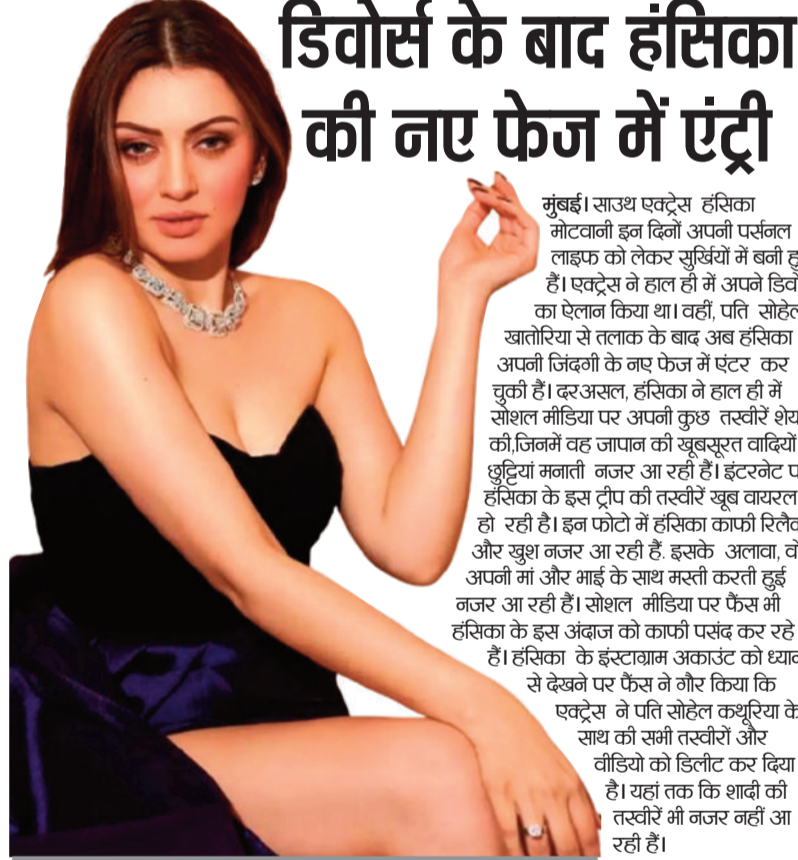 डिवोर्स के बाद हंसिका
की नए फेज में एंट्री
मुंबई। साउथ एक्ट्रेस हंसिका
मोटवानी इन दिनों अपनी पर्सनल
लाइफ को लेकर सुर्खियों में बनी
हैं। एक्ट्रेस ने हाल ही में अपने
का ऐलान किया था। वहीं, पति
खातोरिया से तलाक के बाद अब हंसिका
अपनी जिंदगी के नए फेज में एंटर कर
चुकी हैं। दरअसल, हंसिका ने हाल ही में
सोशल मीडिया पर अपनी कुछ तस्वीरें
की,जिनमें वह जापान की खूबसूरत वादियों
छुट्टियां मनाती नजर आ रही हैं। इंटरनेट
हंसिका के इस ट्रीप की तस्वीरें खूब वायरल
हो रही है। इन फोटो में हंसिका काफी
और खुश नजर आ रही हैं. इसके अलावा,
अपनी मां और भाई के साथ मस्ती करती हुई
नजर आ रही हैं। सोशल मीडिया पर फैंस भी
हंसिका के इस अंदाज को काफी पसंद कर रहे
हैं। हंसिका के इंस्टाग्राम अकाउंट को
से देखने पर फैंस ने गौर किया कि
एक्ट्रेस ने पति सोहेल कथूरिया के
साथ की सभी तस्वीरों और
वीडियो को डिलीट कर दिया
है। यहां तक कि शादी की
तस्वीरें भी नजर नहीं आ
रही हैं।